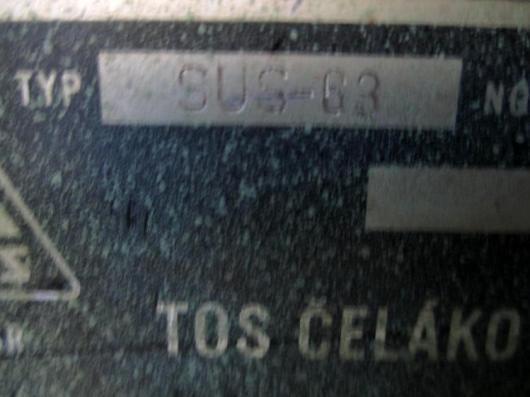 TYP SUS-63
TOS ČELÁKO